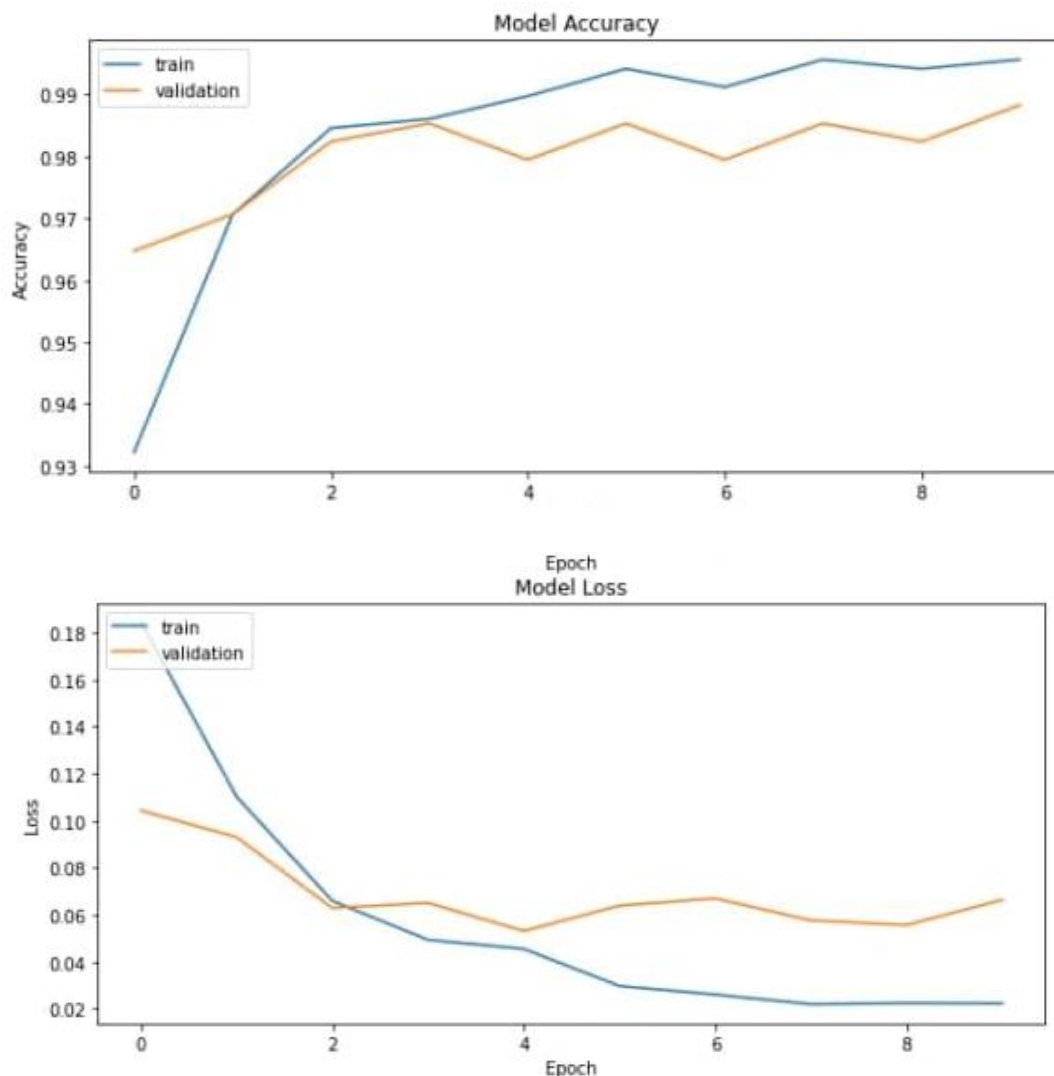 Model Accuracy
train
validation
0.99
0.98
0.97
0.96
0.95
0.94
0.93
Accuracy
0 2 4 6 8
Epoch
Model Loss
train
validation
0.18
0.16
0.14
0.12
0.10
0.08
0.06
0.04
0.02
Loss
0 2 4 6 8
Epoch